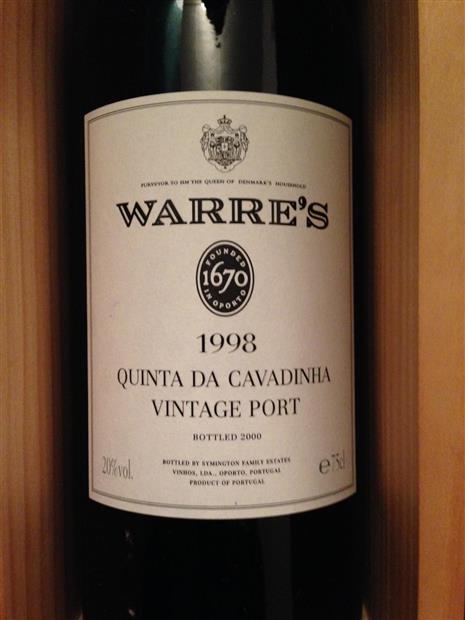 PURVEYOR TO HM THE QUEEN OF DENMARK'S HOUSEHOLD
WARRE'S
FOUNDED
1670
IN OPORTO
1998
QUINTA DA CAVADINHA
VINTAGE PORT
BOTTLED 2000
BOTTLED BY SYMINGTON FAMILY ESTATES
20%vol. VINHOS, LDA., OPORTO, PORTUGAL ℮75cl
PRODUCT OF PORTUGAL